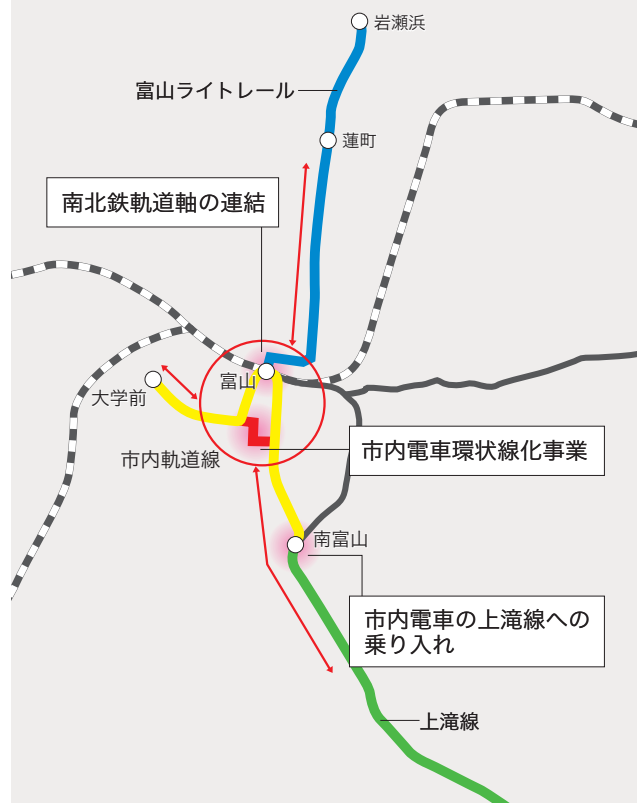 岩瀬浜
富山ライトレール
蓮町
南北鉄軌道軸の連結
富山
大学前
市内軌道線
市内電車環状線化事業
南富山
市内電車の上滝線への
乗り入れ
上滝線